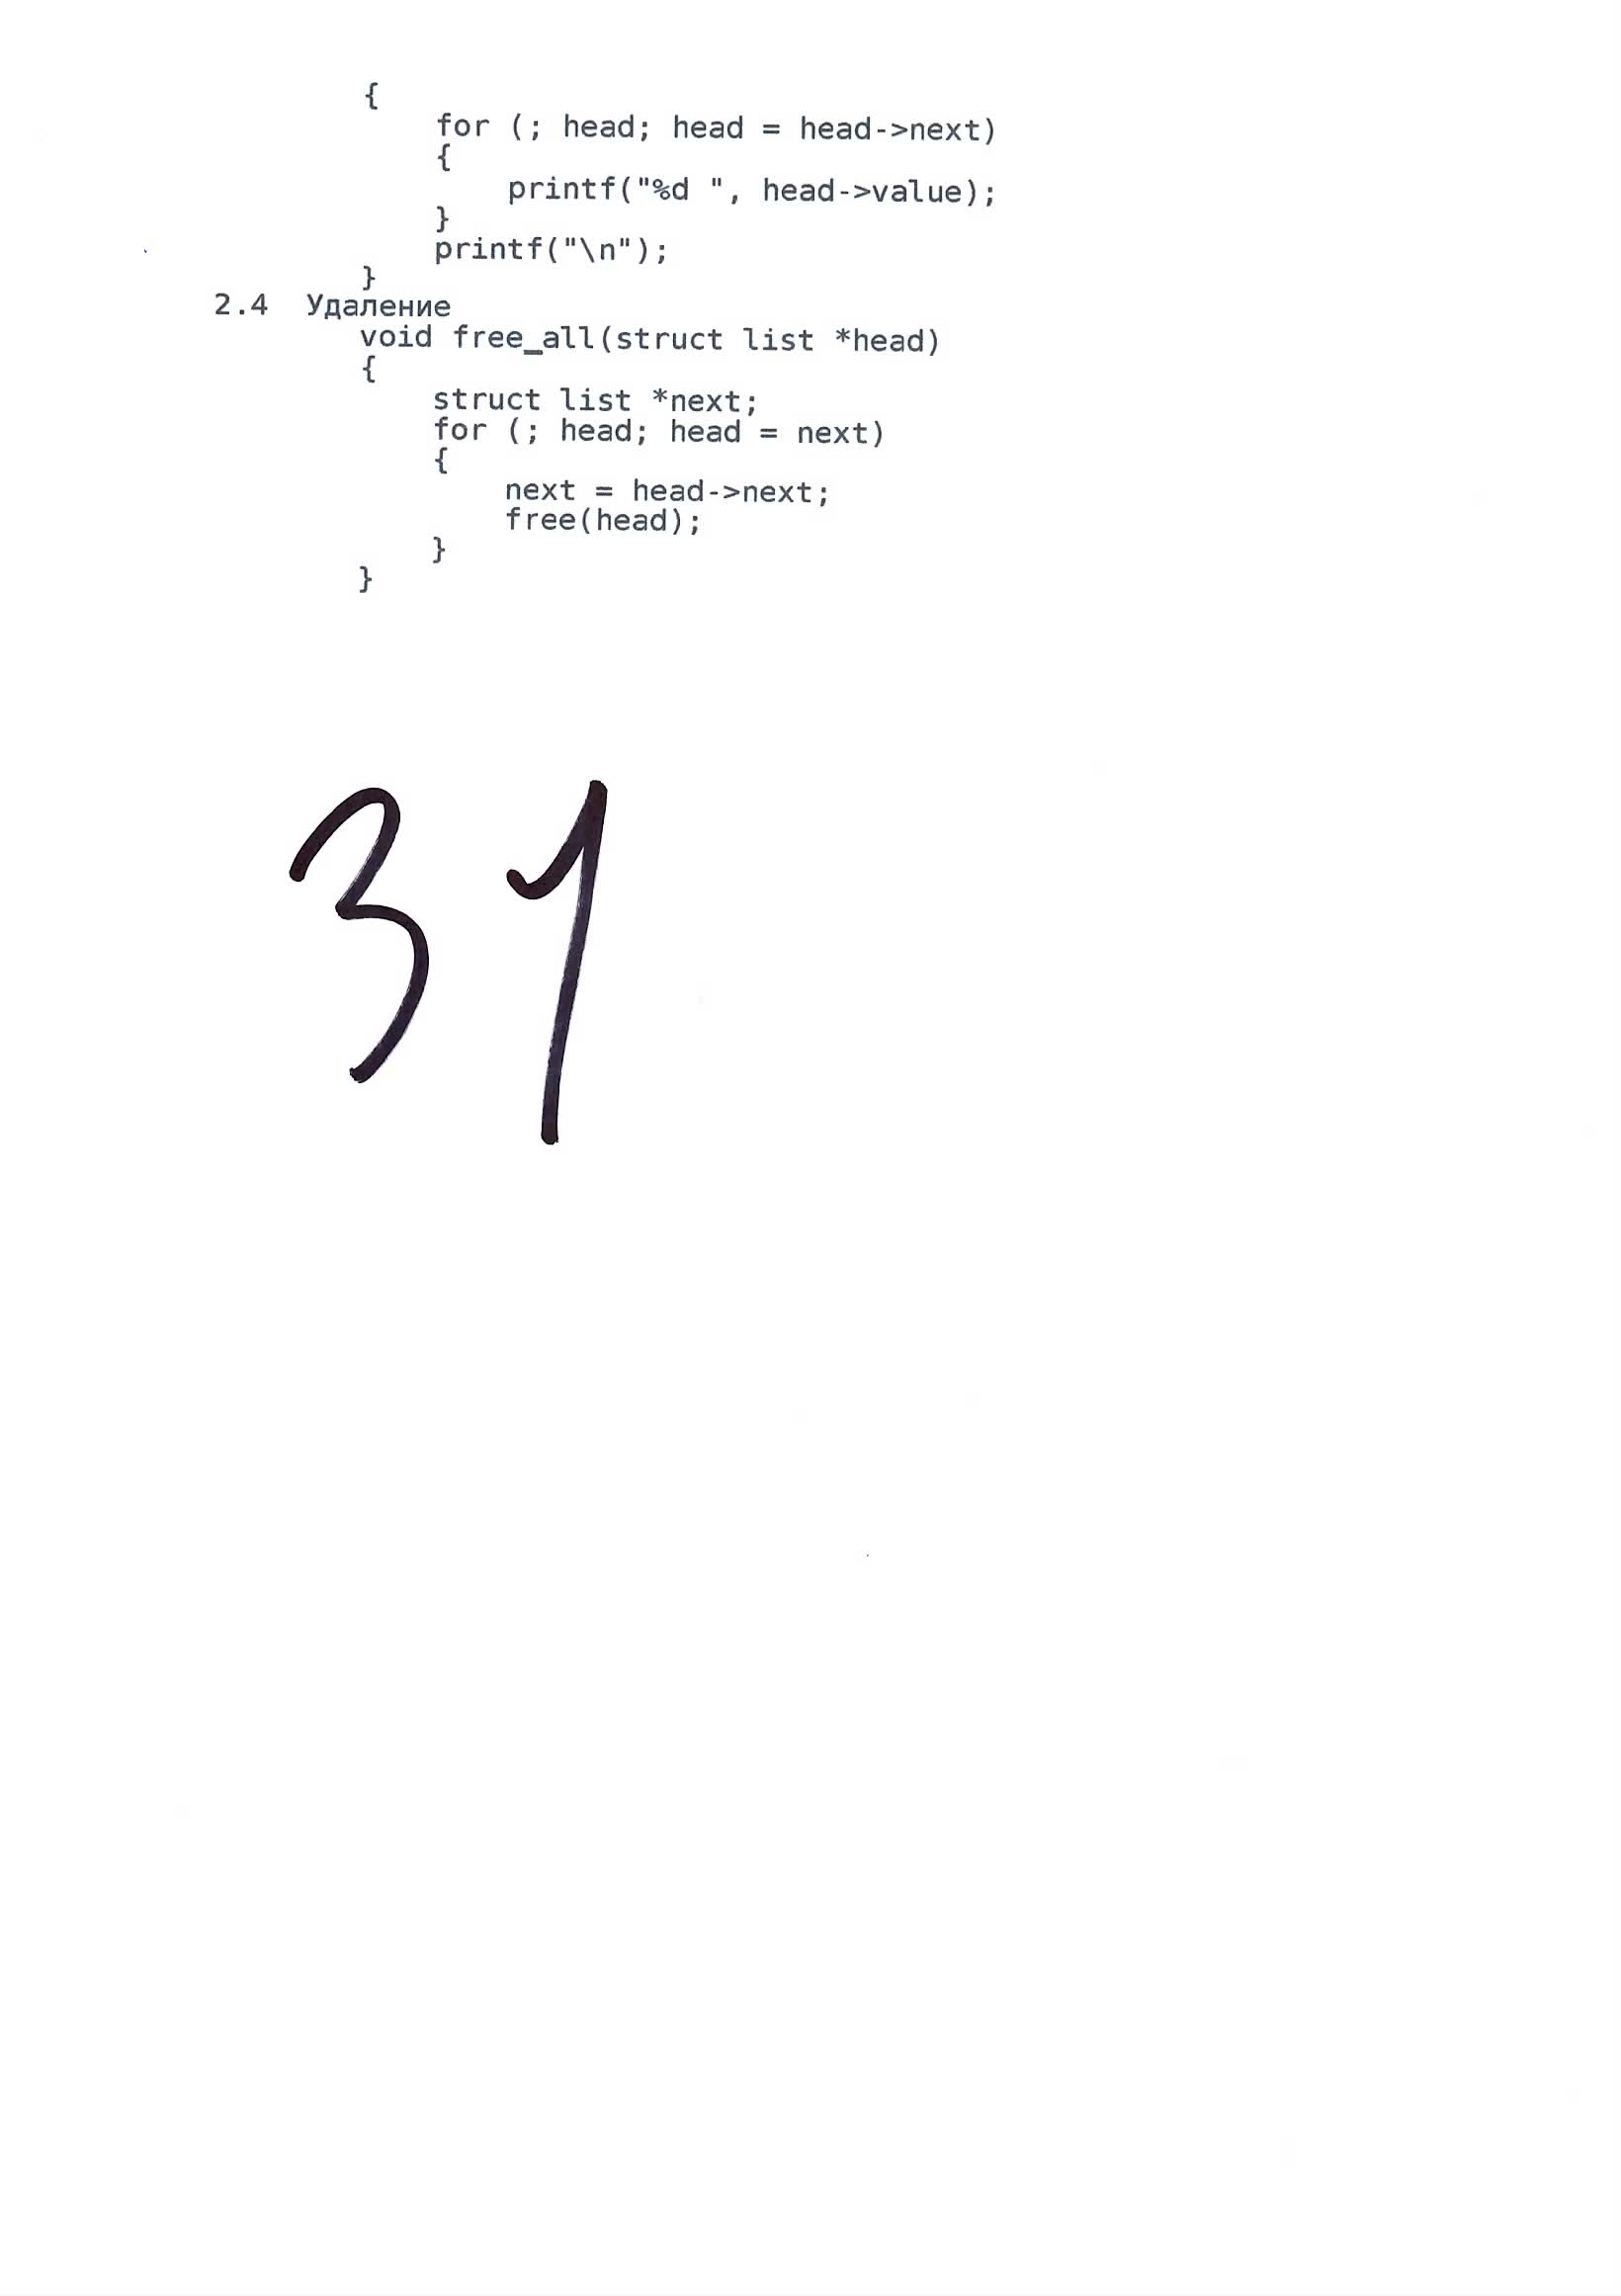 {
    for (; head; head = head->next)
    {
        printf("%d ", head->value);
    }
    printf("\n");
}
2.4 Удаление
void free_all(struct list *head)
{
    struct list *next;
    for (; head; head = next)
    {
        next = head->next;
        free(head);
    }
}
31